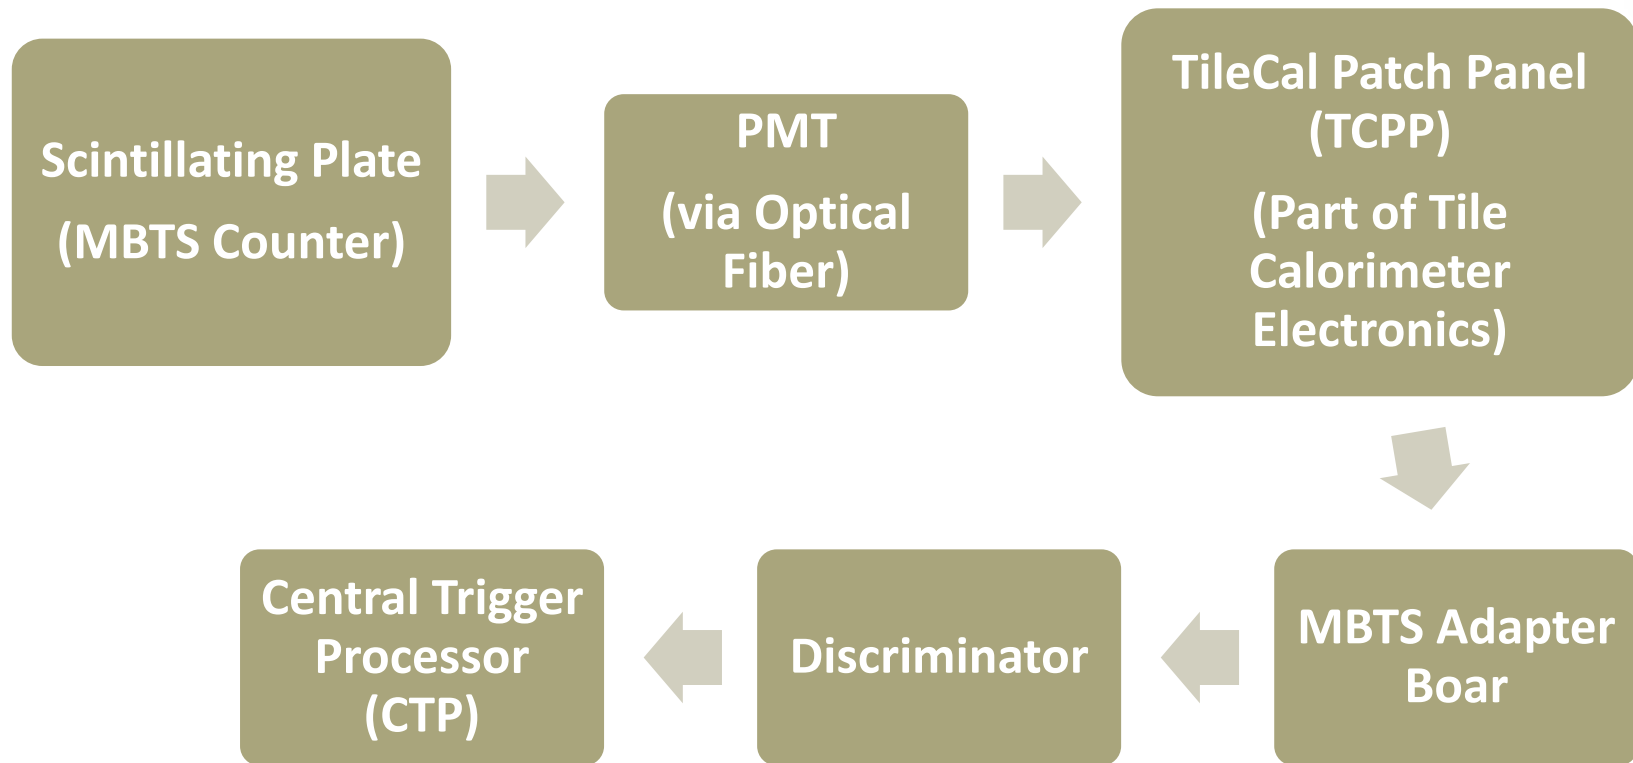 Scintillating Plate
(MBTS Counter)
PMT
(via Optical
Fiber)
TileCal Patch Panel
(TCPP)
(Part of Tile
Calorimeter
Electronics)
MBTS Adapter
Boar
Discriminator
Central Trigger
Processor
(CTP)